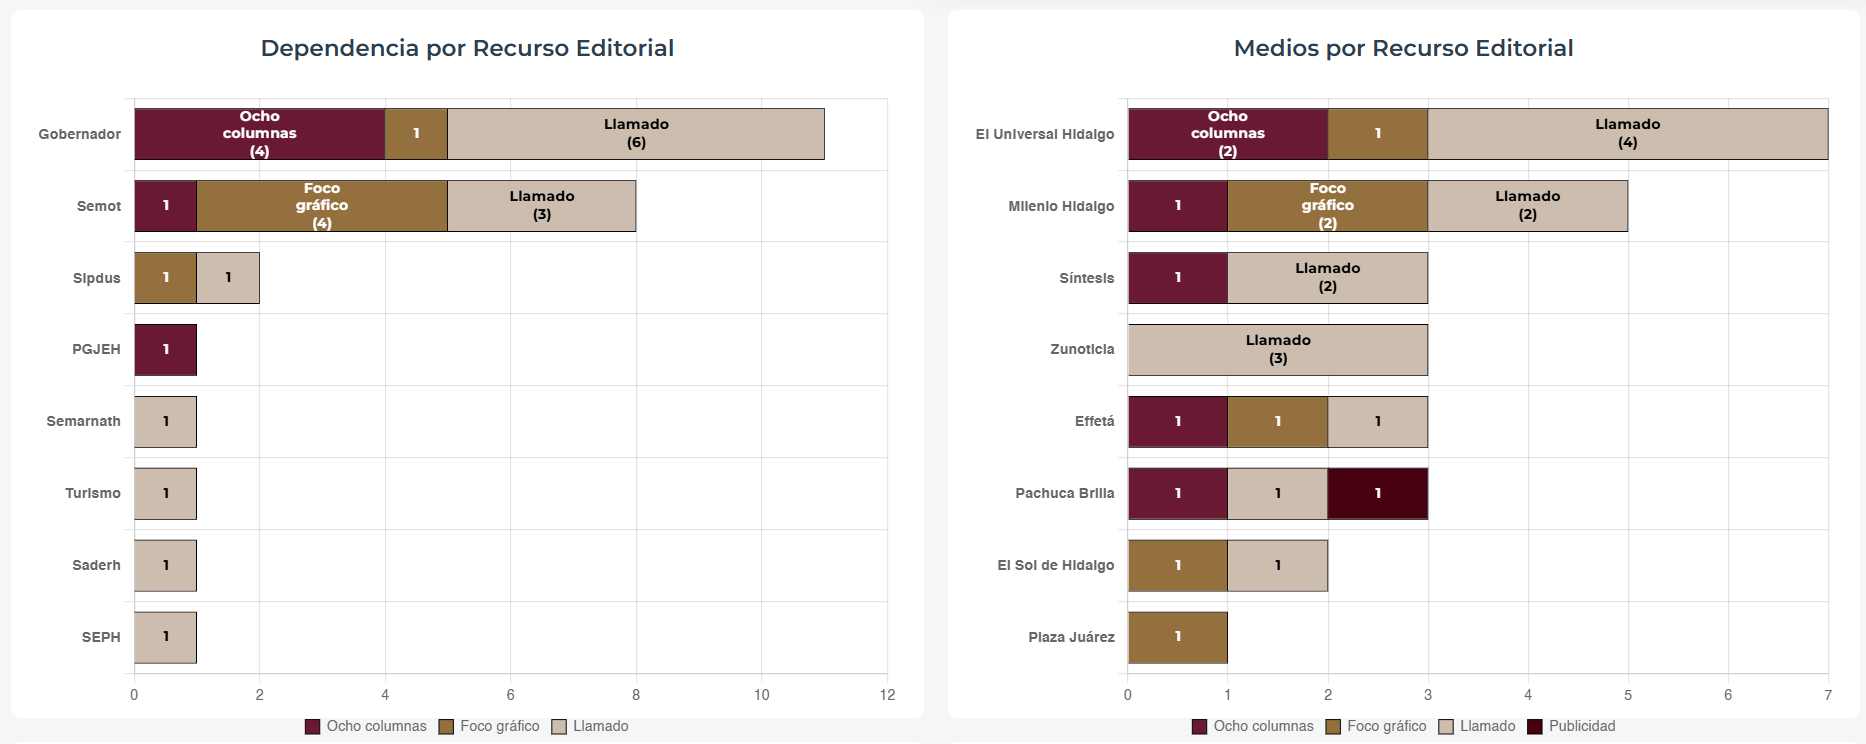 Dependencia por Recurso Editorial
Gobernador
Ocho
columnas
(4)
1
Llamado
(6)
Semot
1
Foco
gráfico
(4)
Llamado
(3)
Sipdus
1
1
PGJEH
1
Semarnath
1
Turismo
1
Saderh
1
SEPH
1
0 2 4 6 8 10 12
Ocho columnas Foco gráfico Llamado
Medios por Recurso Editorial
El Universal Hidalgo
Ocho
columnas
(2)
1
Llamado
(4)
Milenio Hidalgo
1
Foco
gráfico
(2)
Llamado
(2)
Síntesis
1
Llamado
(2)
Zunoticia
Llamado
(3)
Effetá
1
1
1
Pachuca Brilla
1
1
1
El Sol de Hidalgo
1
1
Plaza Juárez
1
0 1 2 3 4 5 6 7
Ocho columnas Foco gráfico Llamado Publicidad